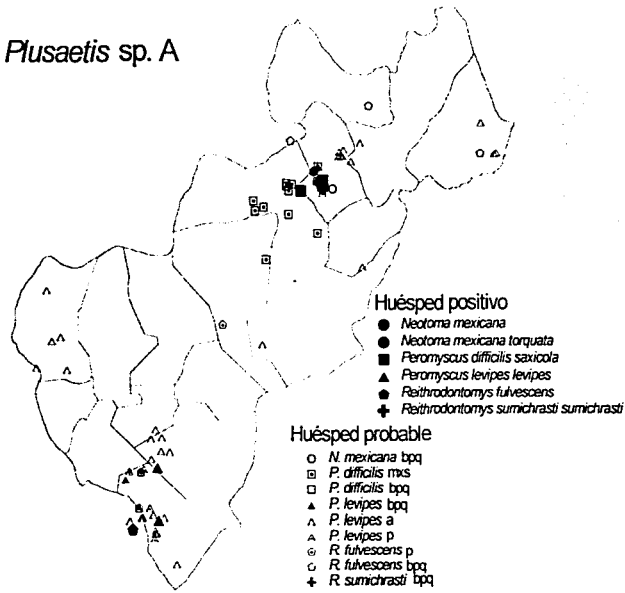 Plusaetis sp. A
Huésped positivo
Neotoma mexicana
Neotoma mexicana torquata
Peromyscus difficilis saxicola
Peromyscus levipes levipes
Reithrodontomys fulvescens
Reithrodontomys sumichrasti sumichrasti
Huésped probable
N. mexicana bpq
P. difficilis mxs
P. difficilis bpq
P. levipes bpq
P. levipes a
P. levipes p
R. fulvescens p
R. fulvescens bpq
R. sumichrasti bpq